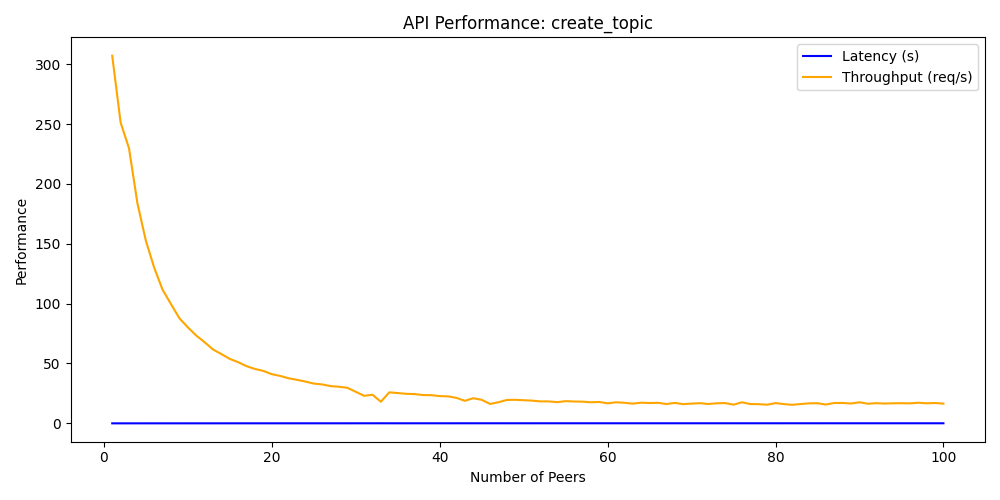 API Performance: create_topic
Latency (s)
Throughput (req/s)
Performance
300
250
200
150
100
50
0
0 20 40 60 80 100
Number of Peers